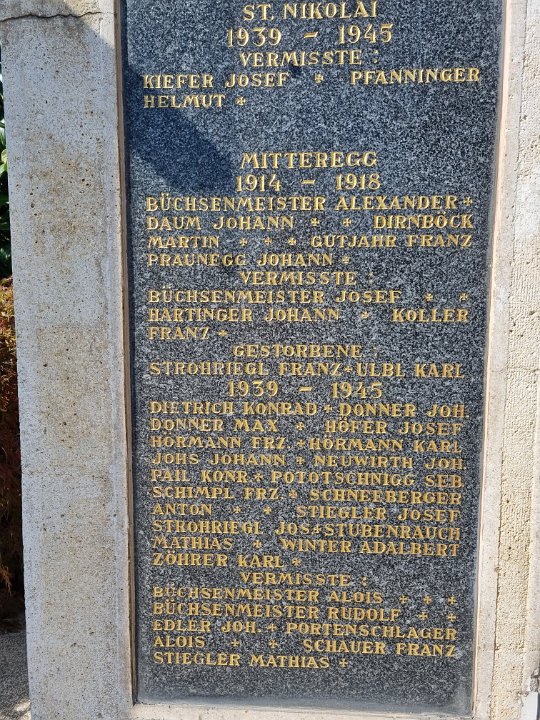 ST. NIKOLAI
1939 - 1945
VERMISSTE :
KIEFER JOSEF + PFANNINGER
HELMUT +
MITTEREGG
1914 - 1918
BÜCHSENMEISTER ALEXANDER +
DAUM JOHANN + + DIRNBÖCK
MARTIN + + + GUTJAHR FRANZ
PRAUNEGG JOHANN +
VERMISSTE :
BÜCHSENMEISTER JOSEF + +
HARTINGER JOHANN + KOLLER
FRANZ +
GESTORBENE :
STROHRIEGL FRANZ + ULBL KARL
1939 - 1945
DIETRICH KONRAD + DONNER JOH.
DONNER MAX + HÖFER JOSEF
HÖRMANN FRZ. + HÖRMANN KARL
JOHS JOHANN + NEUWIRTH JOH.
PAIL KONR. + POTOTSCHNIGG SEB.
SCHIMPL FRZ + SCHNEEBERGER
ANTON + + STIEGLER JOSEF
STROHRIEGL JOS + STUBENRAUCH
MATHIAS + WINTER ADALBERT
ZÖHRER KARL +
VERMISSTE :
BÜCHSENMEISTER ALOIS + + +
BÜCHSENMEISTER RUDOLF + +
EDLER JOH. + PORTENSCHLAGER
ALOIS + + SCHAUER FRANZ
STIEGLER MATHIAS +